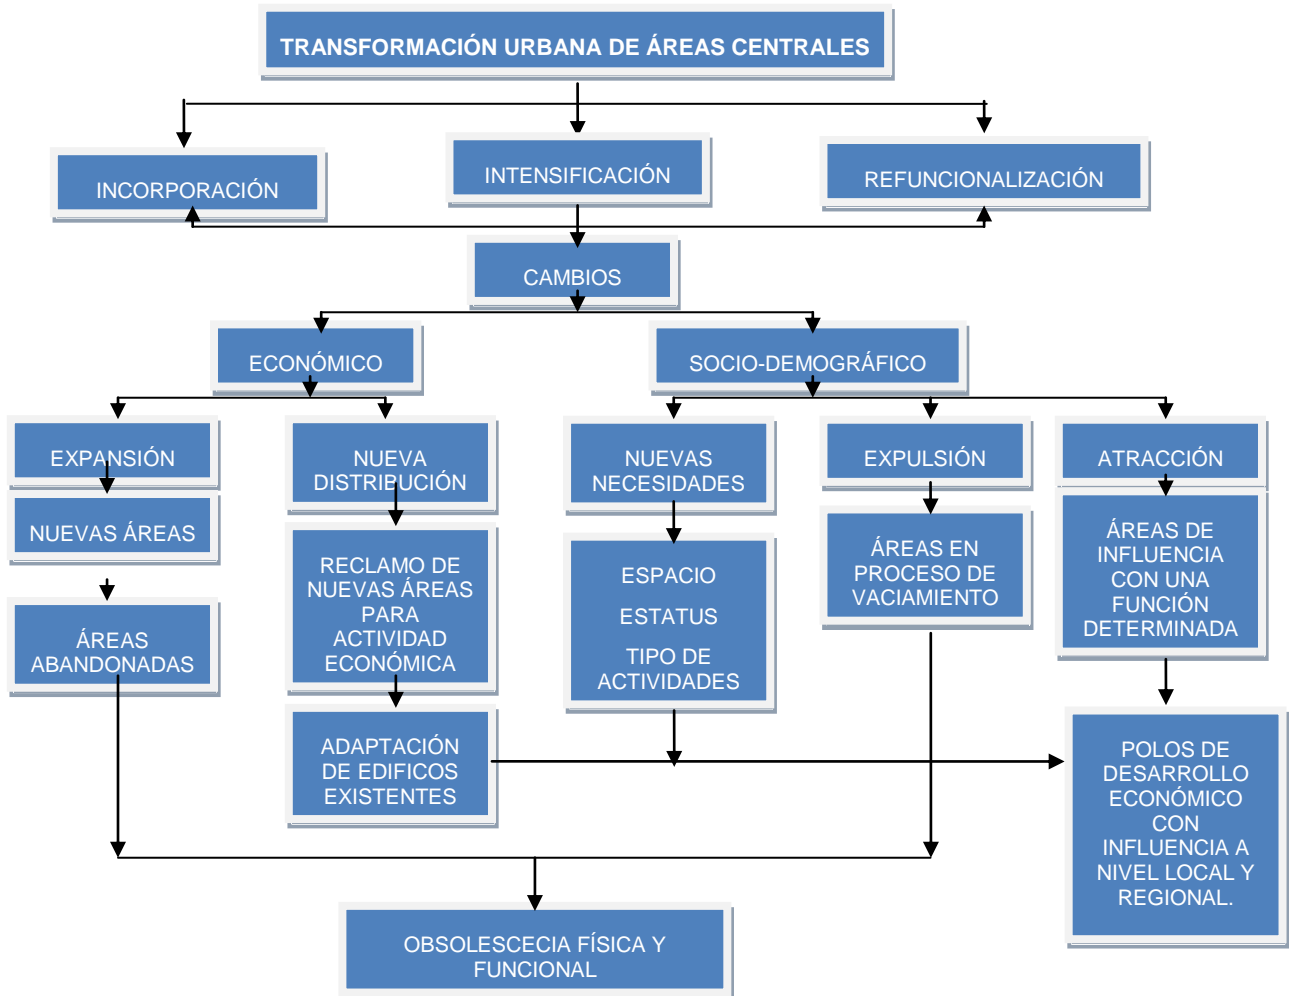 TRANSFORMACIÓN URBANA DE ÁREAS CENTRALES
INCORPORACIÓN
INTENSIFICACIÓN
REFUNCIONALIZACIÓN
CAMBIOS
ECONÓMICO
SOCIO-DEMOGRÁFICO
EXPANSIÓN
NUEVA
DISTRIBUCIÓN
NUEVAS
NECESIDADES
EXPULSIÓN
ATRACCIÓN
NUEVAS ÁREAS
RECLAMO DE
NUEVAS ÁREAS
PARA
ACTIVIDAD
ECONÓMICA
ESPACIO
ESTATUS
TIPO DE
ACTIVIDADES
ÁREAS EN
PROCESO DE
VACIAMIENTO
ÁREAS DE
INFLUENCIA
CON UNA
FUNCIÓN
DETERMINADA
ÁREAS
ABANDONADAS
ADAPTACIÓN
DE EDIFICOS
EXISTENTES
POLOS DE
DESARROLLO
ECONÓMICO
CON
INFLUENCIA A
NIVEL LOCAL Y
REGIONAL.
OBSOLESCECIA FÍSICA Y
FUNCIONAL